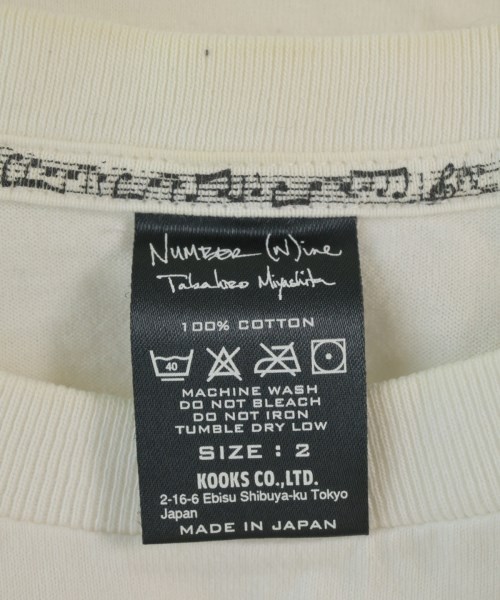 NUMBER (N)ine
Takahiro Miyashita
100% COTTON
40
MACHINE WASH
DO NOT BLEACH
DO NOT IRON
TUMBLE DRY LOW
SIZE : 2
KOOKS CO.,LTD.
2-16-6 Ebisu Shibuya-ku Tokyo
Japan
MADE IN JAPAN